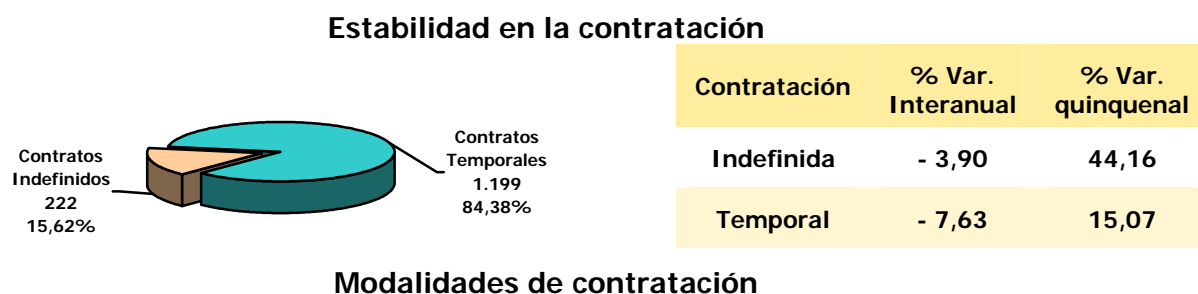 Estabilidad en la contratación
Contratos
Indefinidos
222
15,62%
Contratos
Temporales
1.199
84,38%
Contratación % Var. Interanual % Var. quinquenal
Indefinida - 3,90 44,16
Temporal - 7,63 15,07
Modalidades de contratación